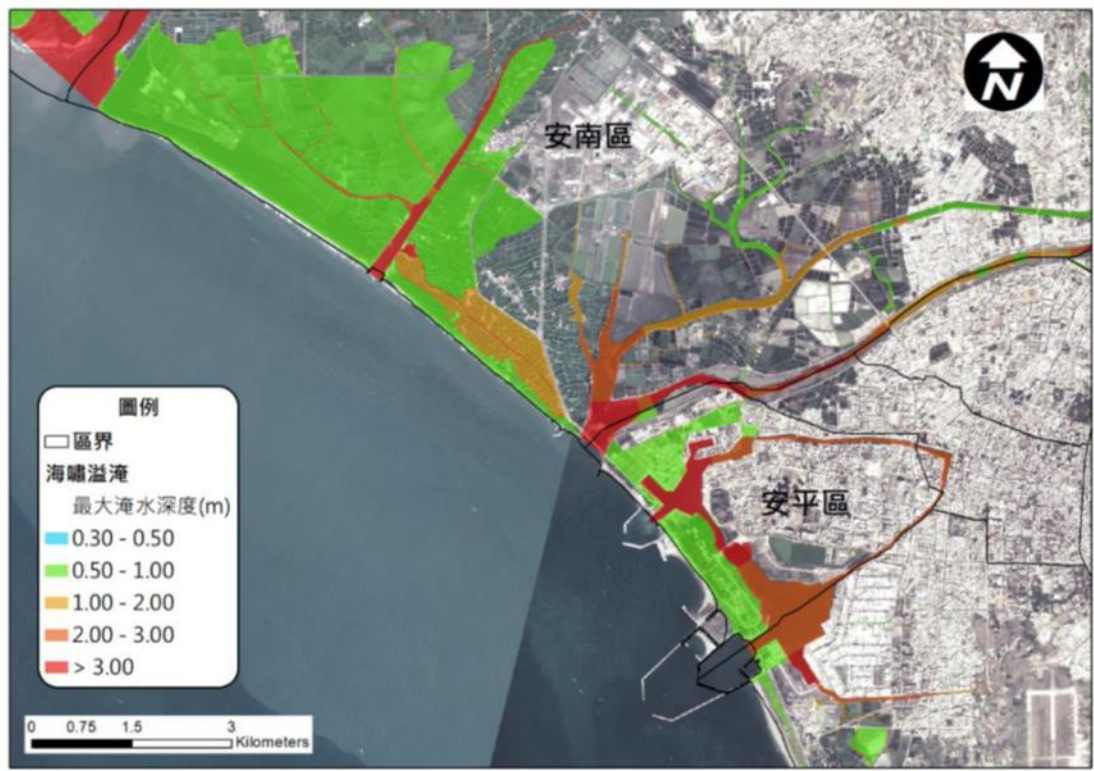 N
安南區
安平區
圖例
區界
海嘯溢淹
最大淹水深度(m)
0.30 - 0.50
0.50 - 1.00
1.00 - 2.00
2.00 - 3.00
> 3.00
0 0.75 1.5 3
Kilometers